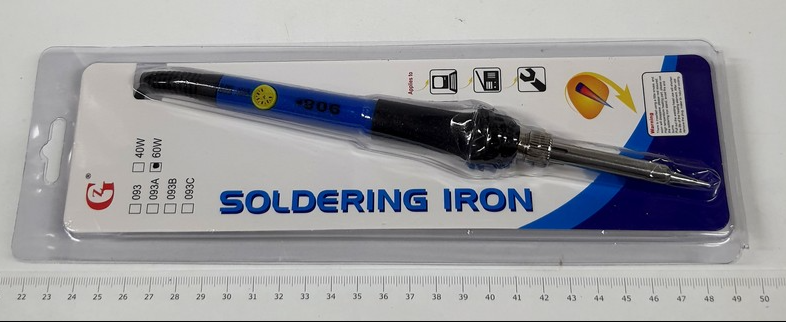 Applies to
Warning
906
40W
60W
GZ
®
093
093A
093B
093C
SOLDERING IRON
22 23 24 25 26 27 28 29 30 31 32 33 34 35 36 37 38 39 40 41 42 43 44 45 46 47 48 49 50